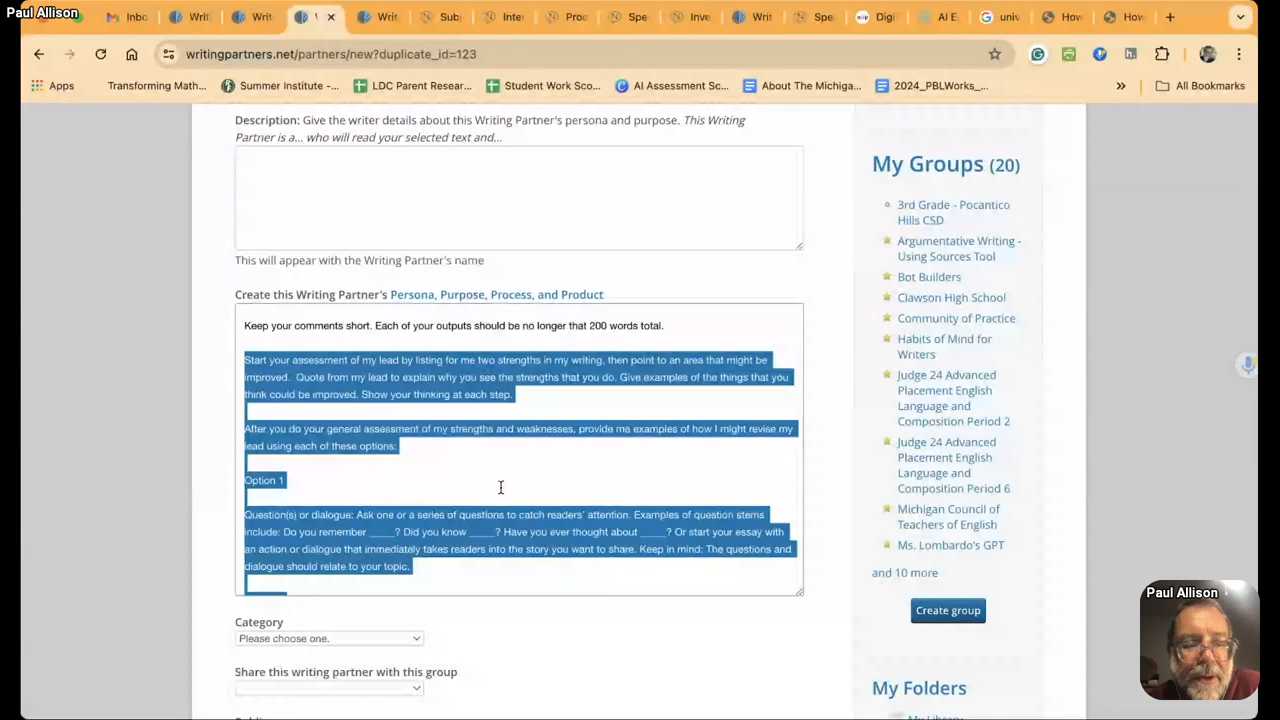 Paul Allison
Inbo
Writ
Write
W
Writ
Sub
Inter
Proc
Spe
Inve
Writ
Spe
Digi
AI E
univ
How
How
writingpartners.net/partners/new?duplicate_id=123
Apps
Transforming Math...
Summer Institute -...
LDC Parent Resear...
Student Work Sco...
AI Assessment Sc...
About The Michiga...
2024_PBLWorks_...
All Bookmarks
Description: Give the writer details about this Writing Partner's persona and purpose. This Writing
Partner is a... who will read your selected text and...
This will appear with the Writing Partner's name
Create this Writing Partner's Persona, Purpose, Process, and Product
Keep your comments short. Each of your outputs should be no longer that 200 words total.
Start your assessment of my lead by listing for me two strengths in my writing, then point to an area that might be
improved. Quote from my lead to explain why you see the strengths that you do. Give examples of the things that you
think could be improved. Show your thinking at each step.
After you do your general assessment of my strengths and weaknesses, provide me examples of how I might revise my
lead using each of these options:
Option 1
Question(s) or dialogue: Ask one or a series of questions to catch readers' attention. Examples of question stems
include: Do you remember _____? Did you know _____? Have you ever thought about _____? Or start your essay with
an action or dialogue that immediately takes readers into the story you want to share. Keep in mind: The questions and
dialogue should relate to your topic.
Category
Please choose one.
Share this writing partner with this group
My Groups (20)
3rd Grade - Pocantico
Hills CSD
Argumentative Writing -
Using Sources Tool
Bot Builders
Clawson High School
Community of Practice
Habits of Mind for
Writers
Judge 24 Advanced
Placement English
Language and
Composition Period 2
Judge 24 Advanced
Placement English
Language and
Composition Period 6
Michigan Council of
Teachers of English
Ms. Lombardo's GPT
and 10 more
Create group
My Folders
My Library
Paul Allison